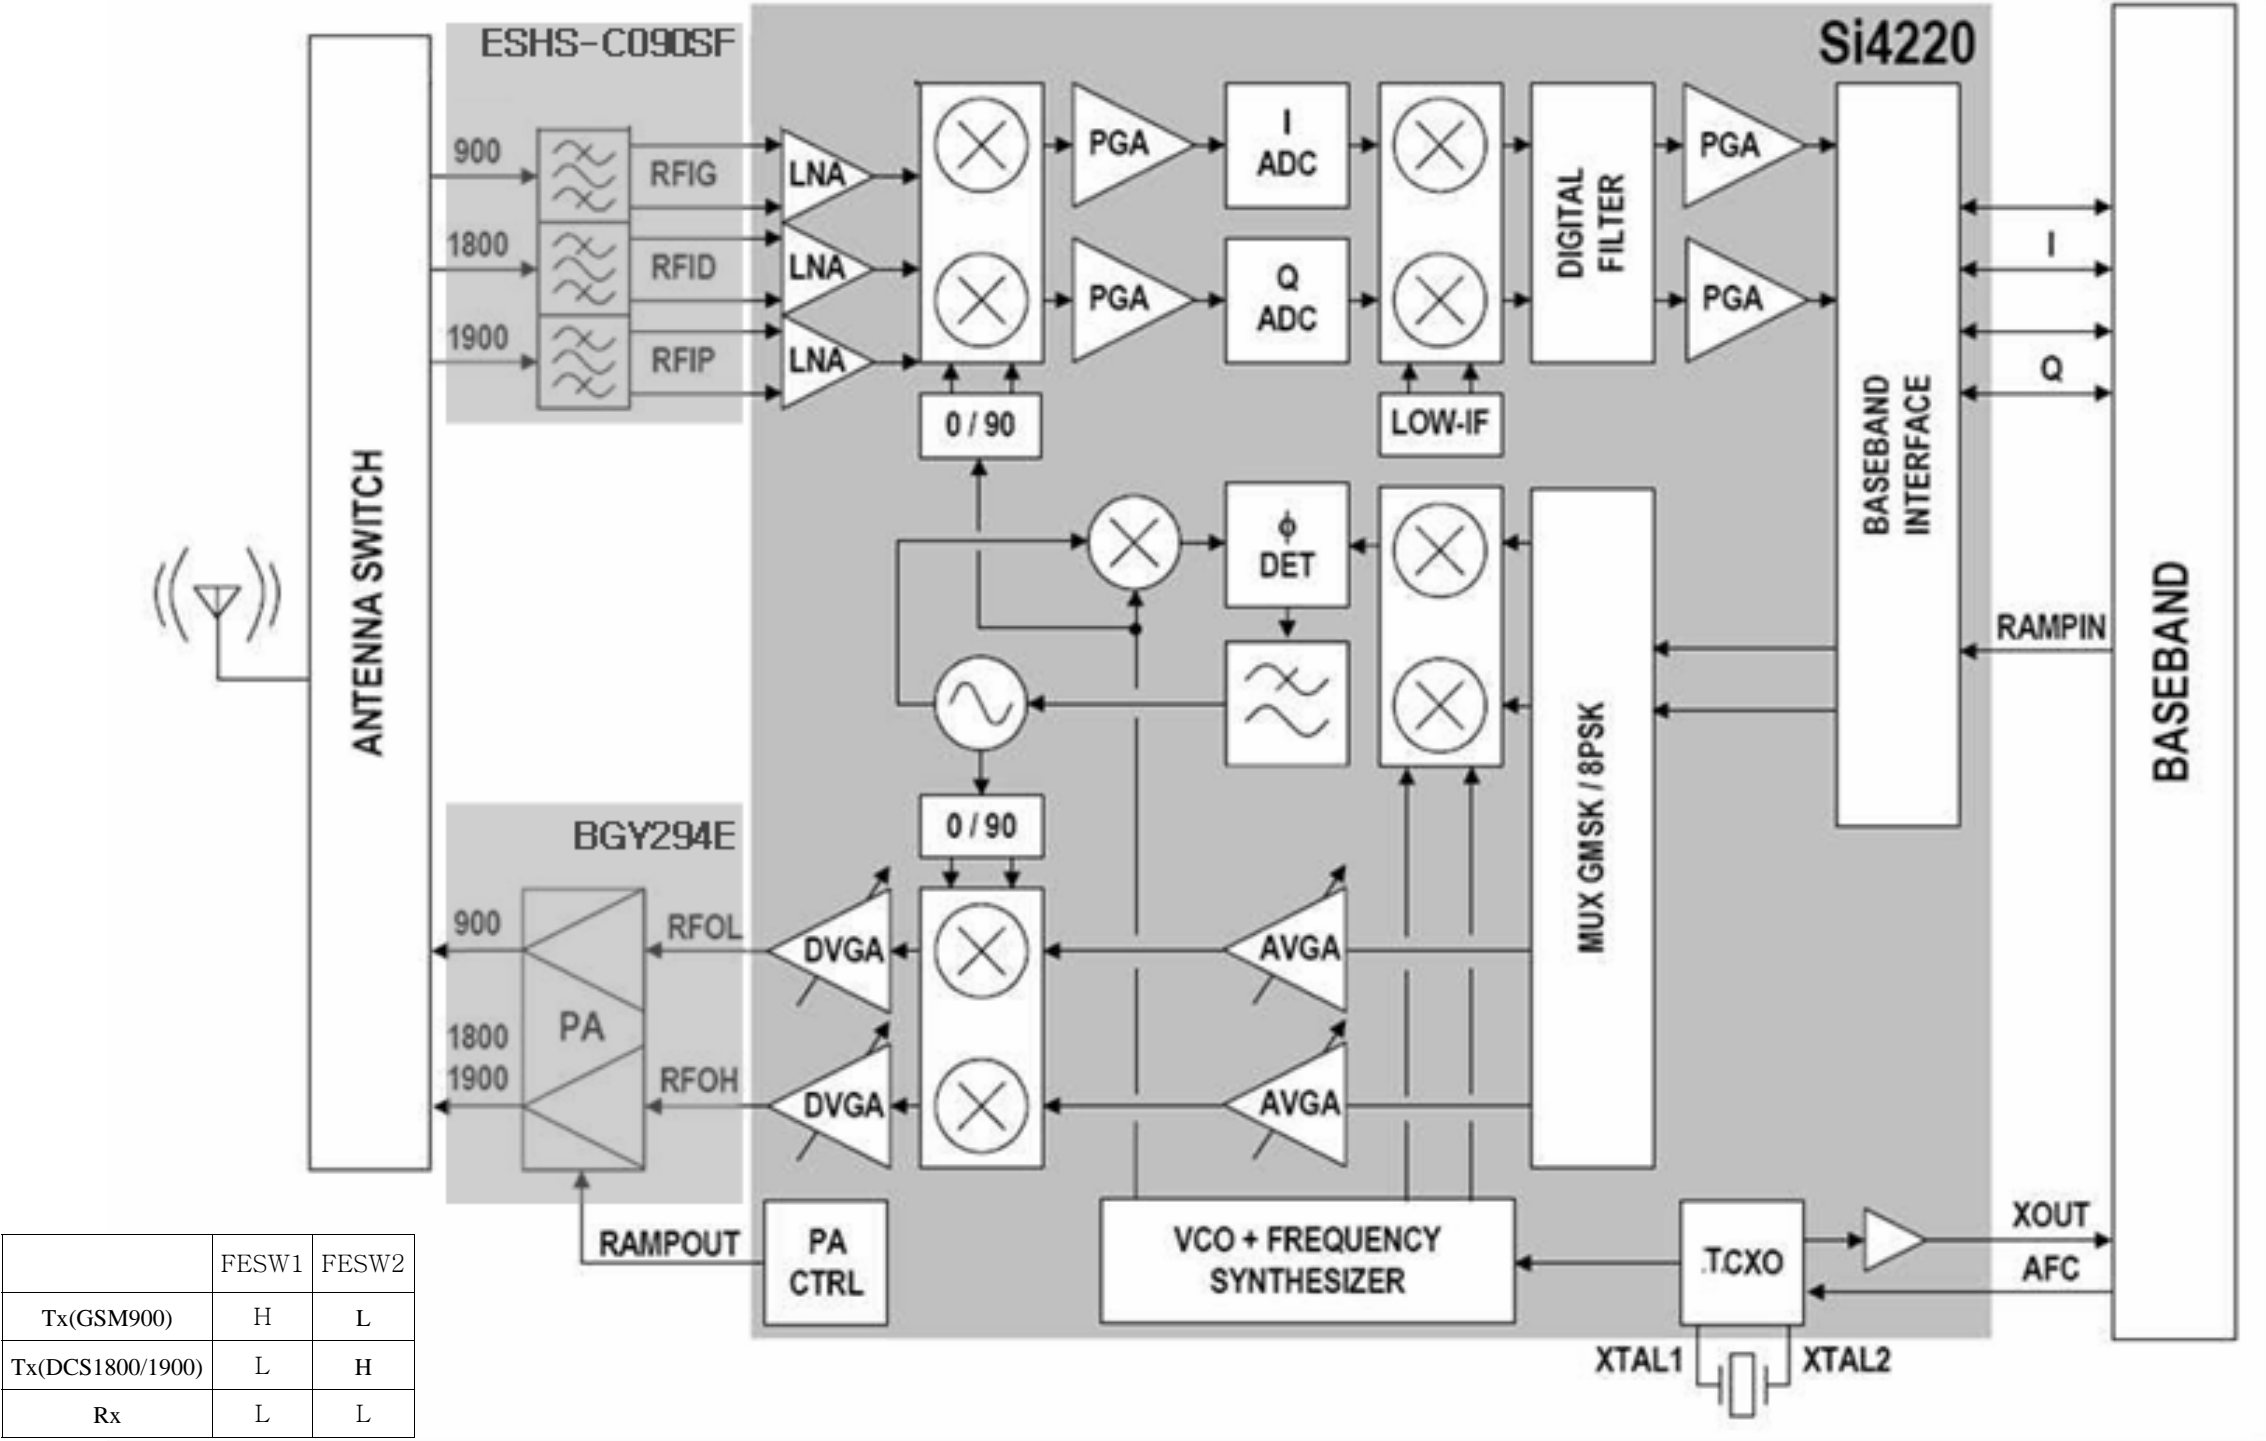 ESHS-C090SF
Si4220
900
RFIG
LNA
PGA
I
ADC
PGA
1800
RFID
LNA
DIGITAL
FILTER
I
PGA
Q
ADC
PGA
1900
RFIP
LNA
Q
0 / 90
LOW-IF
BASEBAND
INTERFACE
ANTENNA SWITCH
ϕ
DET
RAMPIN
BASEBAND
MUX GMSK / 8PSK
BGY294E
0 / 90
900
RFOL
DVGA
AVGA
PA
1800
1900
RFOH
DVGA
AVGA
RAMPOUT
PA
CTRL
VCO + FREQUENCY
SYNTHESIZER
.T.CXO
XOUT
AFC
XTAL1
XTAL2
FESW1 FESW2
Tx(GSM900) H L
Tx(DCS1800/1900) L H
Rx L L